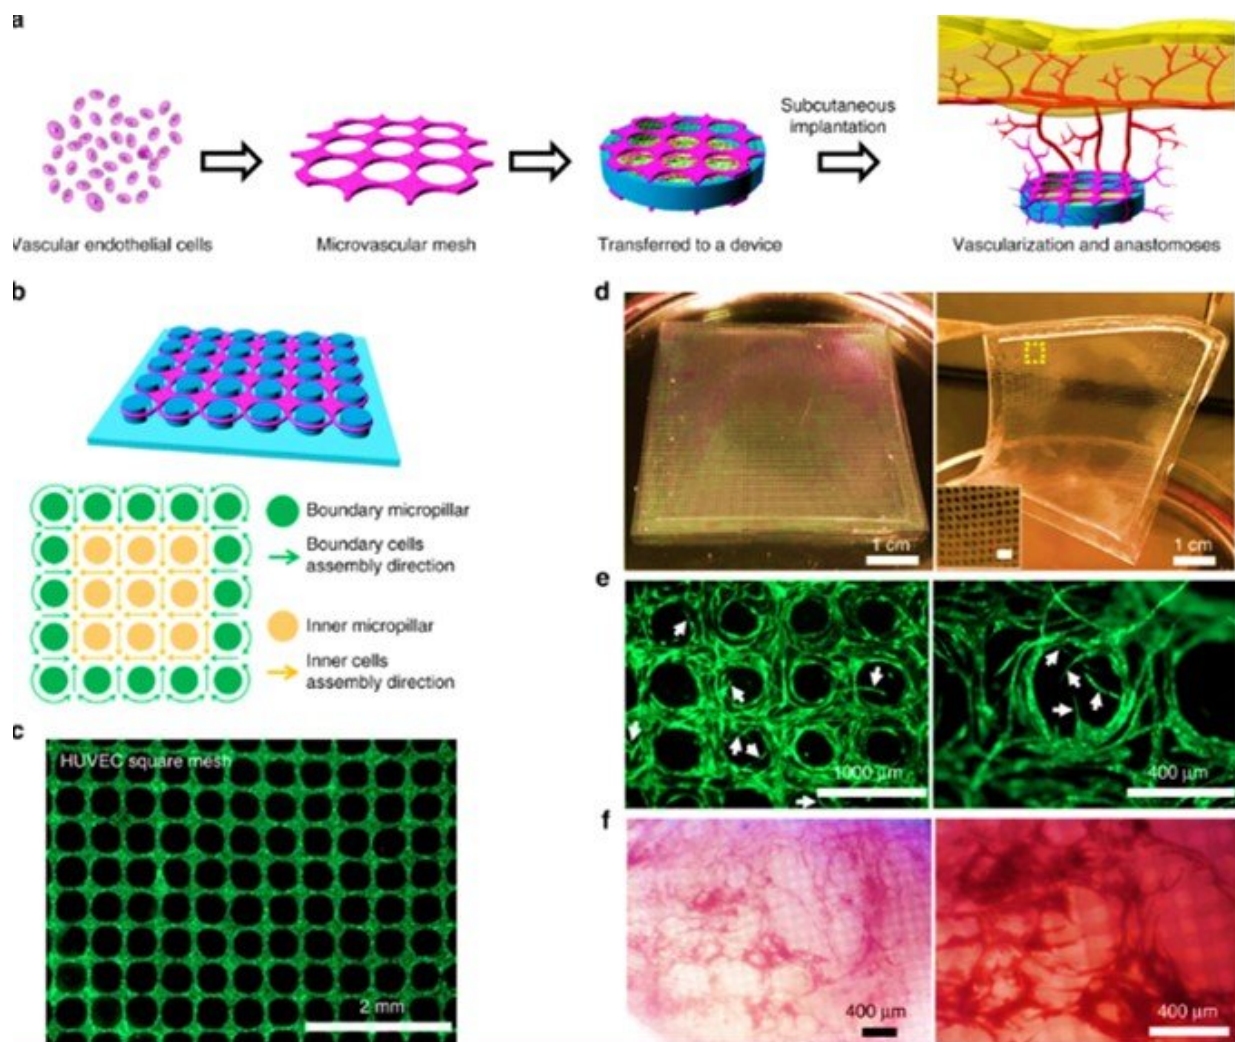 a
Subcutaneous
implantation
Vascular endothelial cells
Microvascular mesh
Transferred to a device
Vascularization and anastomoses
b
Boundary micropillar
Boundary cells
assembly direction
Inner micropillar
Inner cells
assembly direction
c
HUVEC square mesh
2 mm
d
1 cm
1 cm
e
1000 μm
400 μm
f
400 μm
400 μm